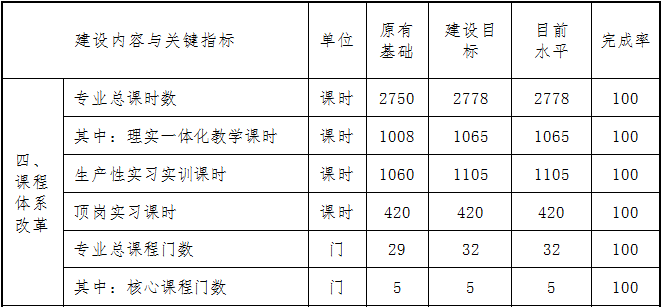 建设内容与关键指标 单位 原有基础 建设目标 目前水平 完成率
四、课程体系改革
专业总课时数 课时 2750 2778 2778 100
其中：理实一体化教学课时 课时 1008 1065 1065 100
生产性实习实训课时 课时 1060 1105 1105 100
顶岗实习课时 课时 420 420 420 100
专业总课程门数 门 29 32 32 100
其中：核心课程门数 门 5 5 5 100